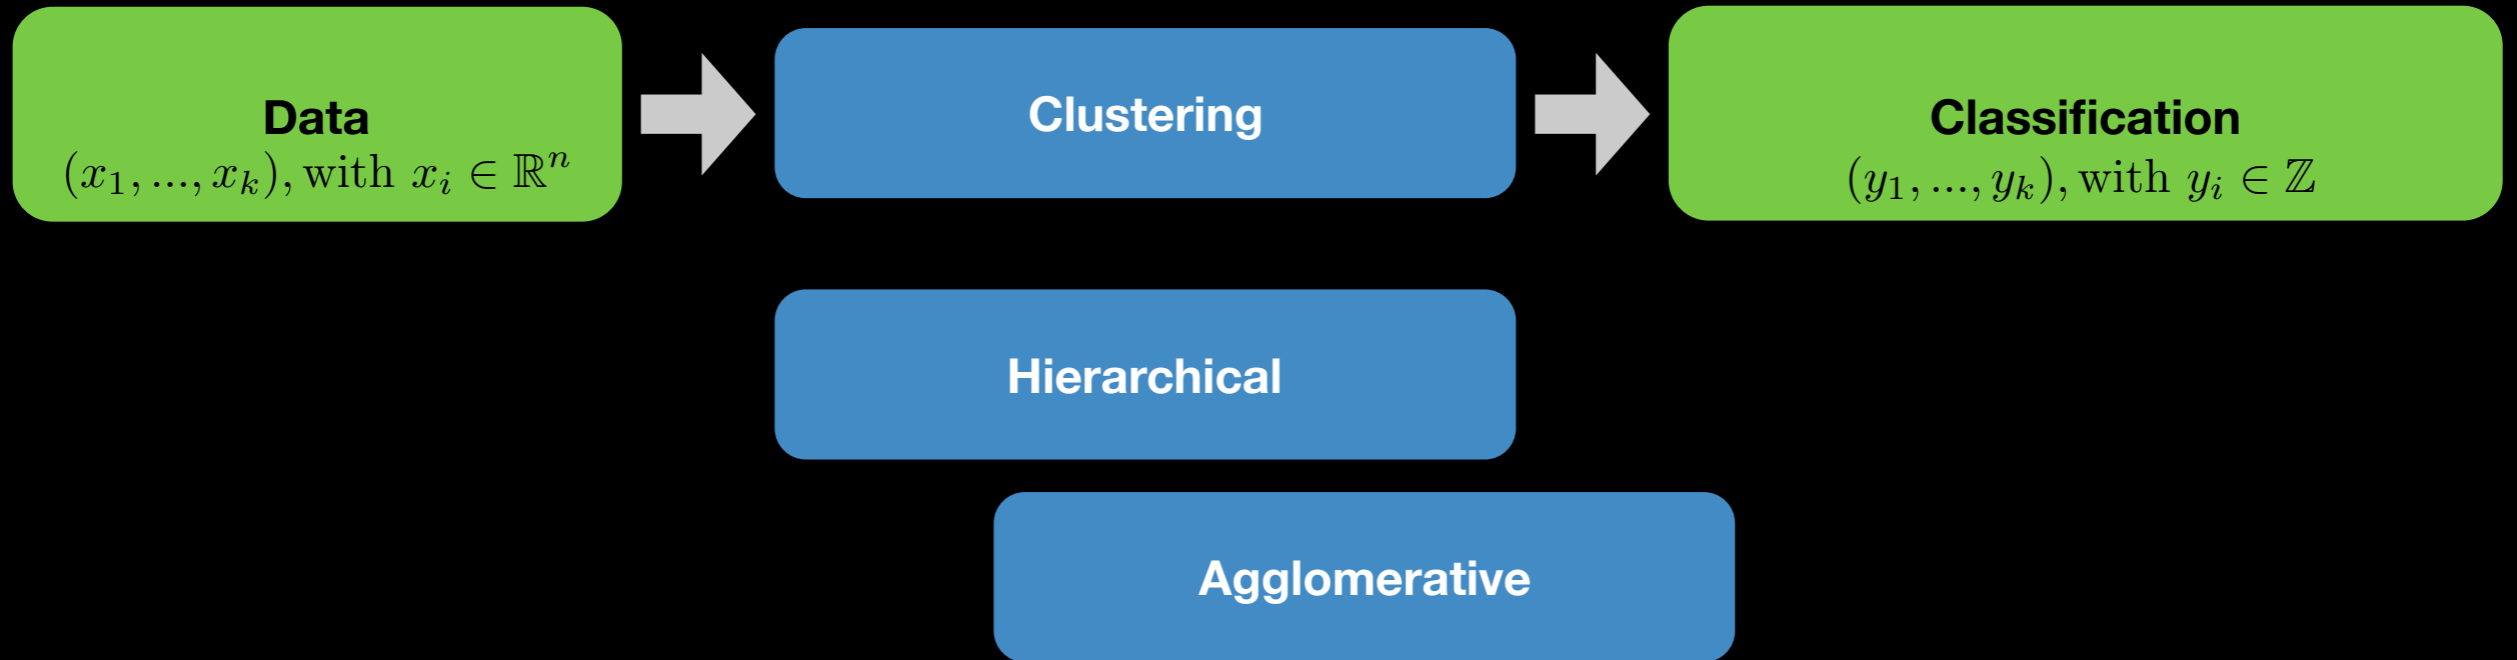 Data
(x₁, ..., xₖ), with xᵢ ∈ ℝⁿ
Clustering
Classification
(y₁, ..., yₖ), with yᵢ ∈ ℤ
Hierarchical
Agglomerative